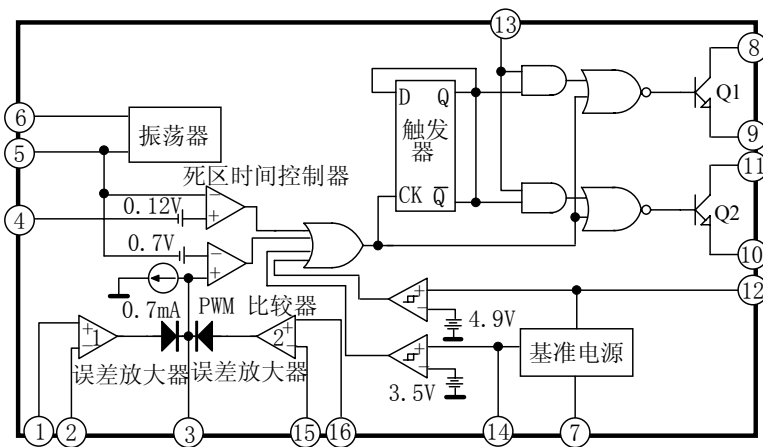 13
8
6
振荡器
D Q
Q1
5
触发器
9
死区时间控制器
11
4
0.12V
CK Q̅
Q2
0.7V
10
12
0.7mA
PWM 比较器
4.9V
1
2
基准电源
误差放大器
误差放大器
3.5V
1
2
3
15
16
14
7